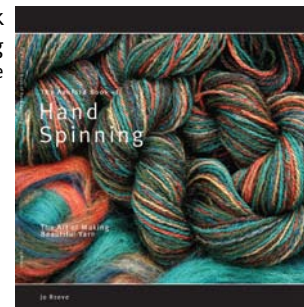 k
g
e
The Ashford Book of
Hand
Spinning
The Art of Making
Beautiful Yarn
Jo Reeve